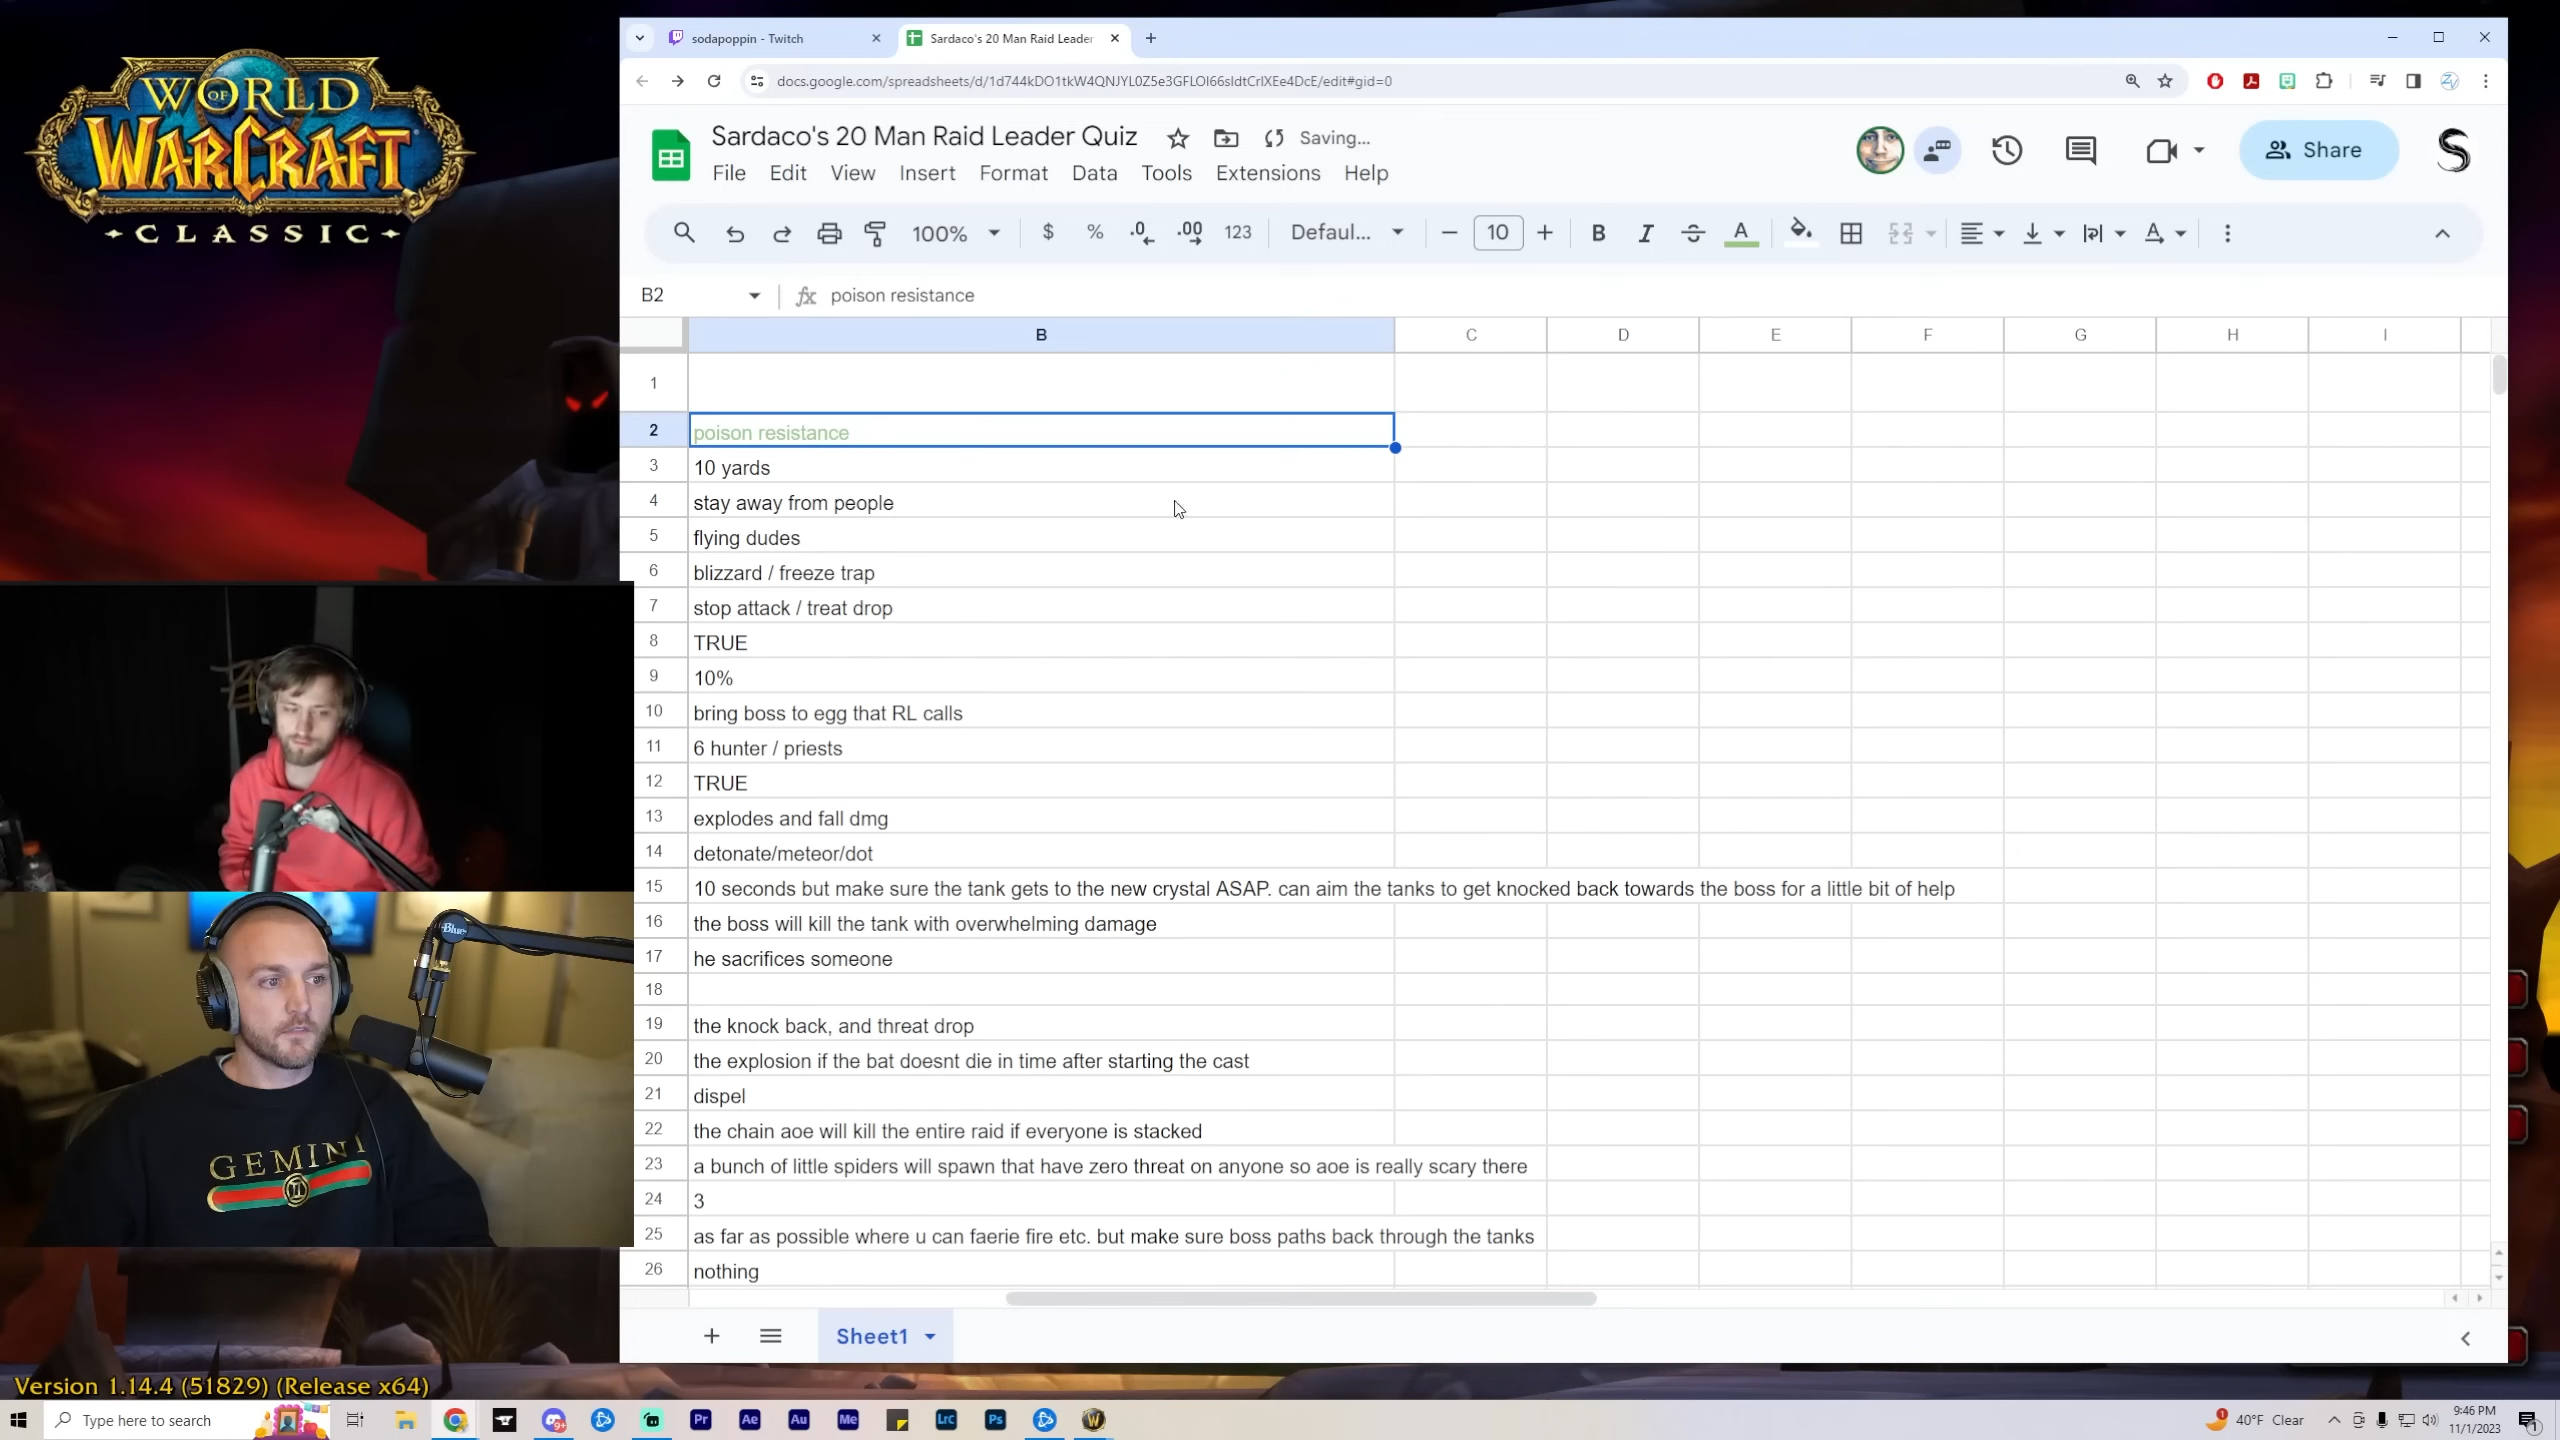 WORLD
OF
WARCRAFT
CLASSIC
sodapoppin - Twitch
Sardaco's 20 Man Raid Leader
docs.google.com/spreadsheets/d/1d744kDO1tkW4QNJYL0Z5e3GFLOl66sldtCrlXEe4DcE/edit#gid=0
Sardaco's 20 Man Raid Leader Quiz
Saving...
File Edit View Insert Format Data Tools Extensions Help
Share
100% $ % .0 .00 123 Defaul... 10 B I A
B2
poison resistance
B C D E F G H I
1
2 poison resistance
3 10 yards
4 stay away from people
5 flying dudes
6 blizzard / freeze trap
7 stop attack / treat drop
8 TRUE
9 10%
10 bring boss to egg that RL calls
11 6 hunter / priests
12 TRUE
13 explodes and fall dmg
14 detonate/meteor/dot
15 10 seconds but make sure the tank gets to the new crystal ASAP. can aim the tanks to get knocked back towards the boss for a little bit of help
16 the boss will kill the tank with overwhelming damage
17 he sacrifices someone
18
19 the knock back, and threat drop
20 the explosion if the bat doesnt die in time after starting the cast
21 dispel
22 the chain aoe will kill the entire raid if everyone is stacked
23 a bunch of little spiders will spawn that have zero threat on anyone so aoe is really scary there
24 3
25 as far as possible where u can faerie fire etc. but make sure boss paths back through the tanks
26 nothing
Sheet1
Blue
GEMINI
Version 1.14.4 (51829) (Release x64)
Type here to search
9+
Pr Ae Au Me LrC Ps
40°F Clear
9:46 PM
11/1/2023